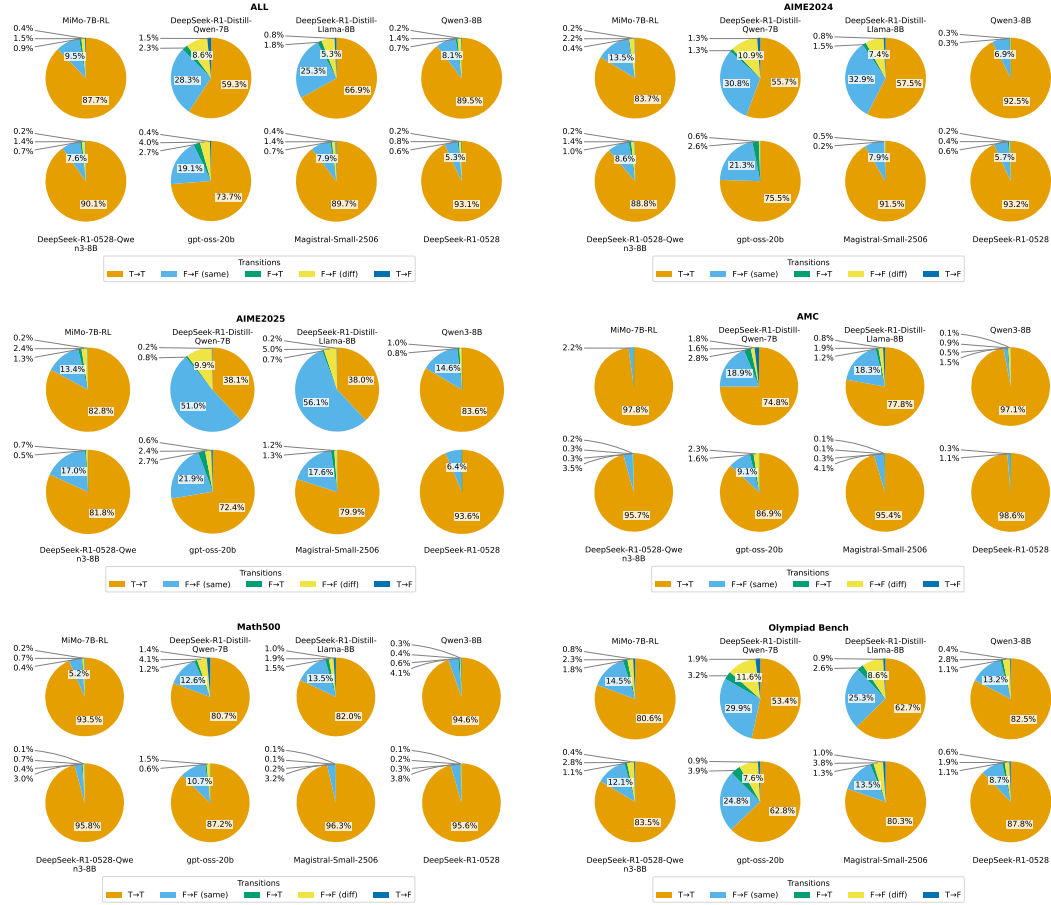 ALL
MiMo-7B-RL
DeepSeek-R1-Distill-
Qwen-7B
DeepSeek-R1-Distill-
Llama-8B
Qwen3-8B
0.4%
1.5%
0.9%
9.5%
87.7%
1.5%
2.3%
8.6%
28.3%
59.3%
0.8%
1.8%
5.3%
25.3%
66.9%
0.2%
1.4%
0.7%
8.1%
89.5%
0.2%
1.4%
0.7%
7.6%
90.1%
0.4%
4.0%
2.7%
19.1%
73.7%
0.4%
1.4%
0.7%
7.9%
89.7%
0.2%
0.8%
0.6%
5.3%
93.1%
DeepSeek-R1-0528-Qwe
n3-8B
gpt-oss-20b
Magistral-Small-2506
DeepSeek-R1-0528
Transitions
T→T
F→F (same)
F→T
F→F (diff)
T→F
AIME2024
MiMo-7B-RL
DeepSeek-R1-Distill-
Qwen-7B
DeepSeek-R1-Distill-
Llama-8B
Qwen3-8B
0.2%
2.2%
0.4%
13.5%
83.7%
1.3%
1.3%
10.9%
30.8%
55.7%
0.8%
1.5%
7.4%
32.9%
57.5%
0.3%
0.3%
6.9%
92.5%
0.2%
1.4%
1.0%
8.6%
88.8%
0.6%
2.6%
21.3%
75.5%
0.5%
0.2%
7.9%
91.5%
0.2%
0.4%
0.6%
5.7%
93.2%
DeepSeek-R1-0528-Qwe
n3-8B
gpt-oss-20b
Magistral-Small-2506
DeepSeek-R1-0528
Transitions
T→T
F→F (same)
F→T
F→F (diff)
T→F
AIME2025
MiMo-7B-RL
DeepSeek-R1-Distill-
Qwen-7B
DeepSeek-R1-Distill-
Llama-8B
Qwen3-8B
0.2%
2.4%
1.3%
13.4%
82.8%
0.2%
0.8%
9.9%
38.1%
51.0%
0.2%
5.0%
0.7%
38.0%
56.1%
1.0%
0.8%
14.6%
83.6%
0.7%
0.5%
17.0%
81.8%
0.6%
2.4%
2.7%
21.9%
72.4%
1.2%
1.3%
17.6%
79.9%
6.4%
93.6%
DeepSeek-R1-0528-Qwe
n3-8B
gpt-oss-20b
Magistral-Small-2506
DeepSeek-R1-0528
Transitions
T→T
F→F (same)
F→T
F→F (diff)
T→F
AMC
MiMo-7B-RL
DeepSeek-R1-Distill-
Qwen-7B
DeepSeek-R1-Distill-
Llama-8B
Qwen3-8B
2.2%
97.8%
1.8%
1.6%
2.8%
18.9%
74.8%
0.8%
1.9%
1.2%
18.3%
77.8%
0.1%
0.9%
0.5%
1.5%
97.1%
0.2%
0.3%
0.3%
3.5%
95.7%
2.3%
1.6%
9.1%
86.9%
0.1%
0.1%
0.3%
4.1%
95.4%
0.3%
1.1%
98.6%
DeepSeek-R1-0528-Qwe
n3-8B
gpt-oss-20b
Magistral-Small-2506
DeepSeek-R1-0528
Transitions
T→T
F→F (same)
F→T
F→F (diff)
T→F
Math500
MiMo-7B-RL
DeepSeek-R1-Distill-
Qwen-7B
DeepSeek-R1-Distill-
Llama-8B
Qwen3-8B
0.2%
0.7%
0.4%
5.2%
93.5%
1.4%
4.1%
1.2%
12.6%
80.7%
1.0%
1.9%
1.5%
13.5%
82.0%
0.3%
0.4%
0.6%
4.1%
94.6%
0.1%
0.7%
0.4%
3.0%
95.8%
1.5%
0.6%
10.7%
87.2%
0.1%
0.1%
0.2%
3.2%
96.3%
0.1%
0.2%
0.3%
3.8%
95.6%
DeepSeek-R1-0528-Qwe
n3-8B
gpt-oss-20b
Magistral-Small-2506
DeepSeek-R1-0528
Transitions
T→T
F→F (same)
F→T
F→F (diff)
T→F
Olympiad Bench
MiMo-7B-RL
DeepSeek-R1-Distill-
Qwen-7B
DeepSeek-R1-Distill-
Llama-8B
Qwen3-8B
0.8%
2.3%
1.8%
14.5%
80.6%
1.9%
3.2%
11.6%
29.9%
53.4%
0.9%
2.6%
8.6%
25.3%
62.7%
0.4%
2.8%
1.1%
13.2%
82.5%
0.4%
2.8%
1.1%
12.1%
83.5%
0.9%
3.9%
7.6%
24.8%
62.8%
1.0%
3.8%
1.3%
13.5%
80.3%
0.6%
1.9%
1.1%
8.7%
87.8%
DeepSeek-R1-0528-Qwe
n3-8B
gpt-oss-20b
Magistral-Small-2506
DeepSeek-R1-0528
Transitions
T→T
F→F (same)
F→T
F→F (diff)
T→F